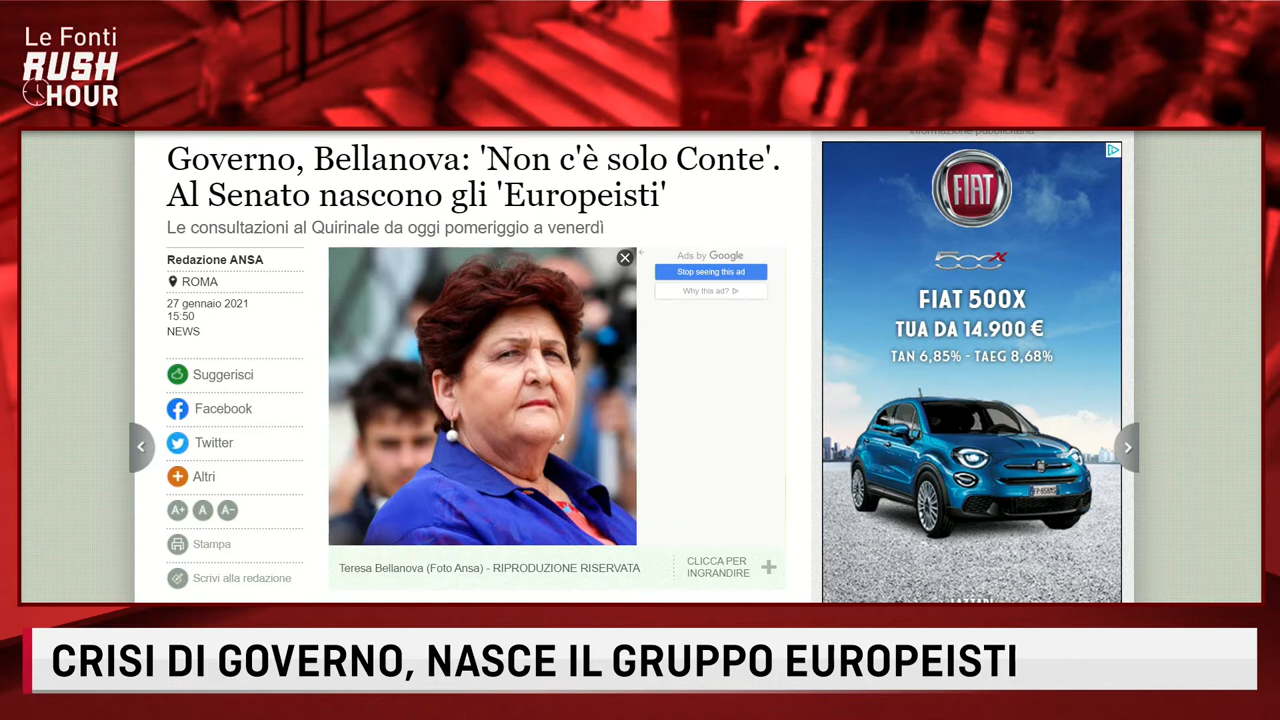 Le Fonti
RUSH
HOUR
informazione pubblicitaria
Governo, Bellanova: 'Non c'è solo Conte'.
Al Senato nascono gli 'Europeisti'
Le consultazioni al Quirinale da oggi pomeriggio a venerdì
Redazione ANSA
ROMA
27 gennaio 2021
15:50
NEWS
Suggerisci
Facebook
Twitter
Altri
A+ A A-
Stampa
Scrivi alla redazione
Ads by Google
Stop seeing this ad
Why this ad?
Teresa Bellanova (Foto Ansa) - RIPRODUZIONE RISERVATA
CLICCA PER
INGRANDIRE
FIAT
500X
FIAT 500X
TUA DA 14.900 €
TAN 6,85% - TAEG 8,68%
CRISI DI GOVERNO, NASCE IL GRUPPO EUROPEISTI